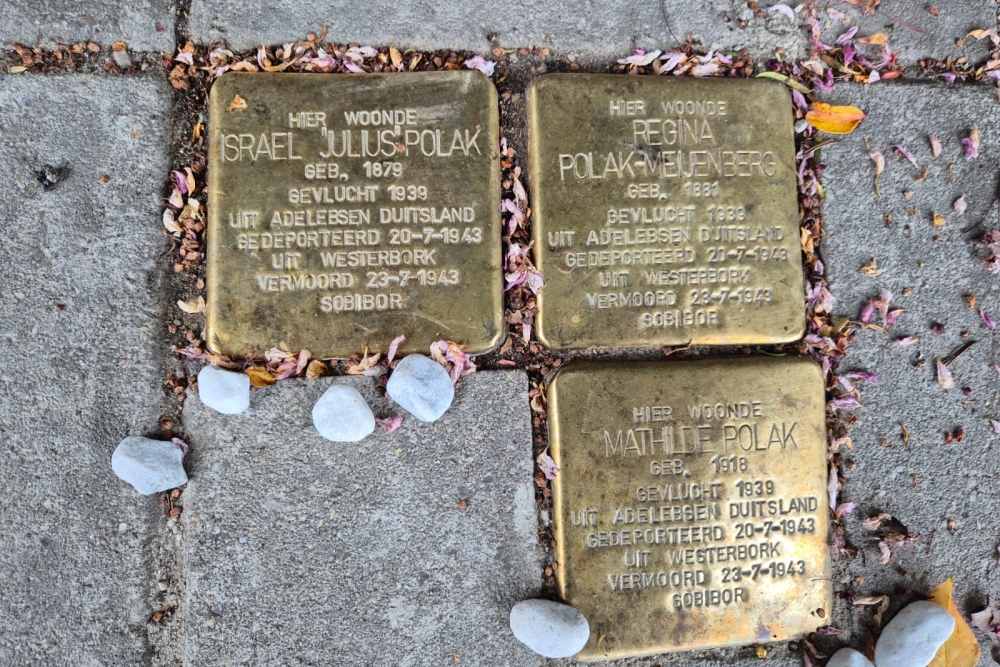 HIER WOONDE
ISRAEL "JULIUS" POLAK
GEB. 1879
GEVLUCHT 1939
UIT ADELEBSEN DUITSLAND
GEDEPORTEERD 20-7-1943
UIT WESTERBORK
VERMOORD 23-7-1943
SOBIBOR
HIER WOONDE
REGINA
POLAK-MEIJENBERG
GEB. 1881
GEVLUCHT 1939
UIT ADELEBSEN DUITSLAND
GEDEPORTEERD 20-7-1943
UIT WESTERBORK
VERMOORD 23-7-1943
SOBIBOR
HIER WOONDE
MATHILDE POLAK
GEB. 1918
GEVLUCHT 1939
UIT ADELEBSEN DUITSLAND
GEDEPORTEERD 20-7-1943
UIT WESTERBORK
VERMOORD 23-7-1943
SOBIBOR